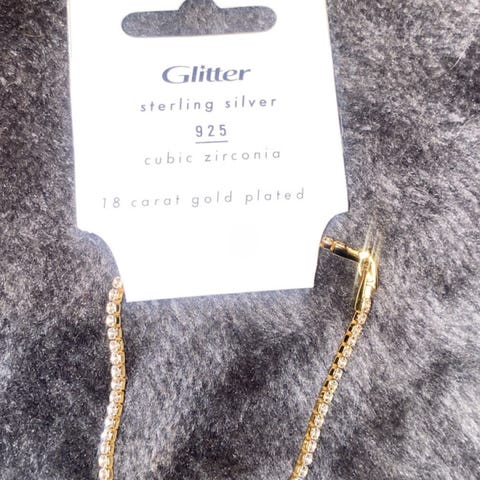 Glitter
sterling silver
925
cubic zirconia
18 carat gold plated